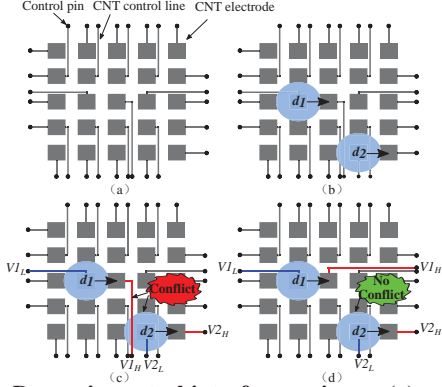 Control pin CNT control line CNT electrode
(a)
d1
d2
(b)
V1L
d1
Conflict
d2
V2H
V1H V2L
(c)
V1L
d1
V1H
No
Conflict
d2
V2H
V2L
(d)